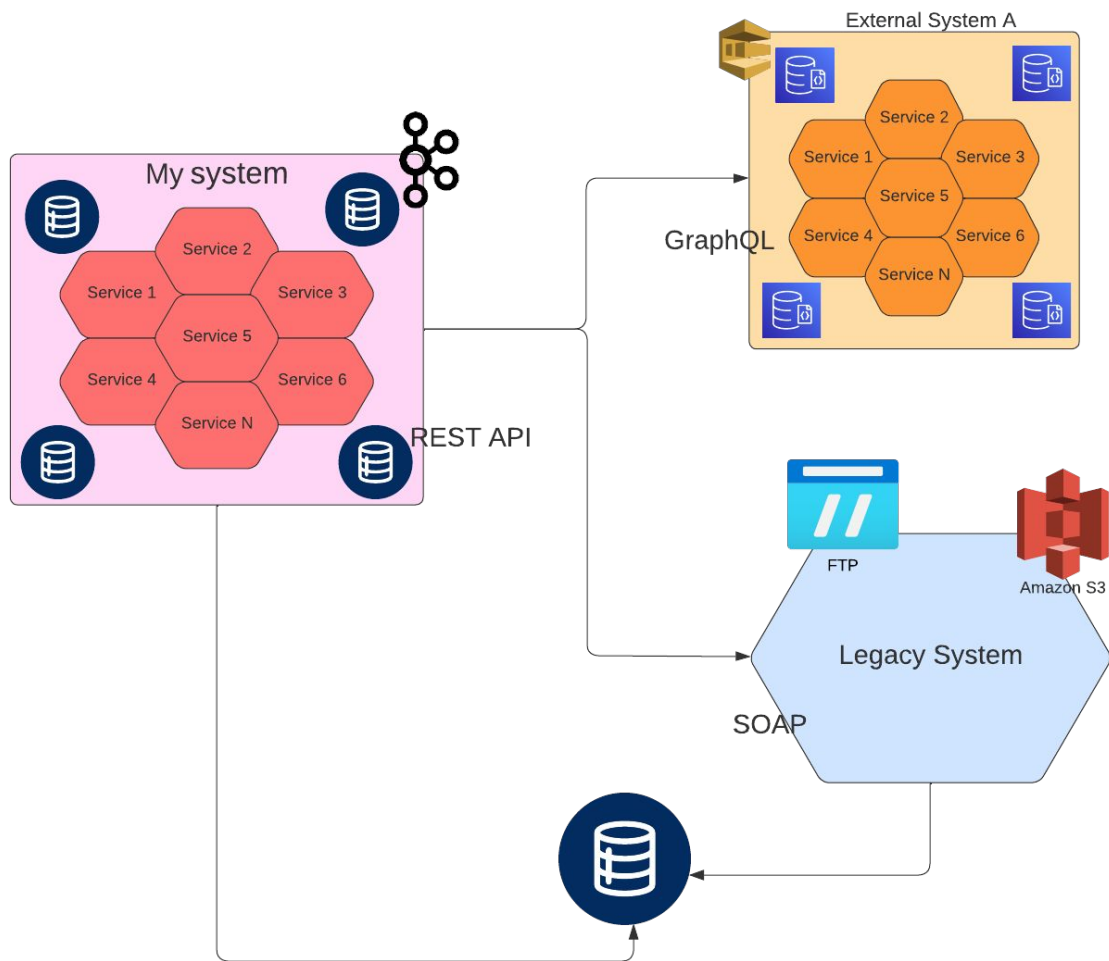 External System A
Service 2
Service 1
Service 3
Service 5
Service 4
Service 6
Service N
GraphQL
My system
Service 2
Service 1
Service 3
Service 5
Service 4
Service 6
Service N
REST API
FTP
Amazon S3
Legacy System
SOAP